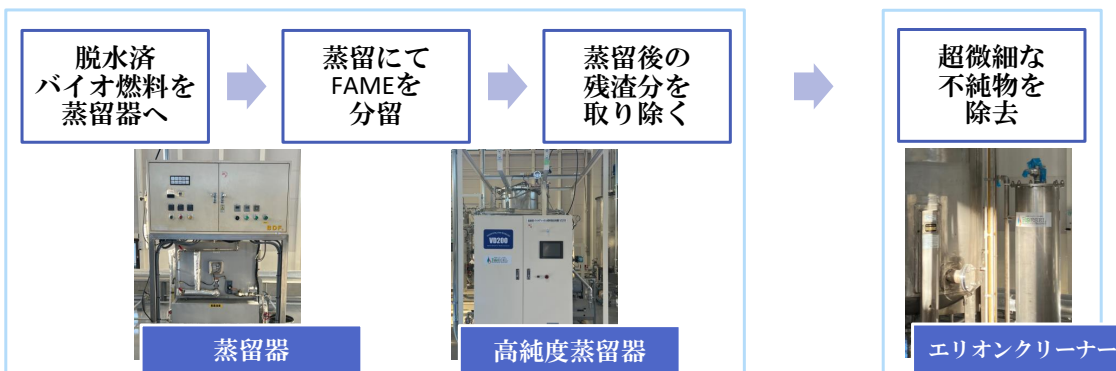 脱水済
バイオ燃料を
蒸留器へ
蒸留にて
FAMEを
分留
蒸留後の
残渣分を
取り除く
超微細な
不純物を
除去
B.D.F.
VD200
蒸留器
高純度蒸留器
エリオンクリーナー